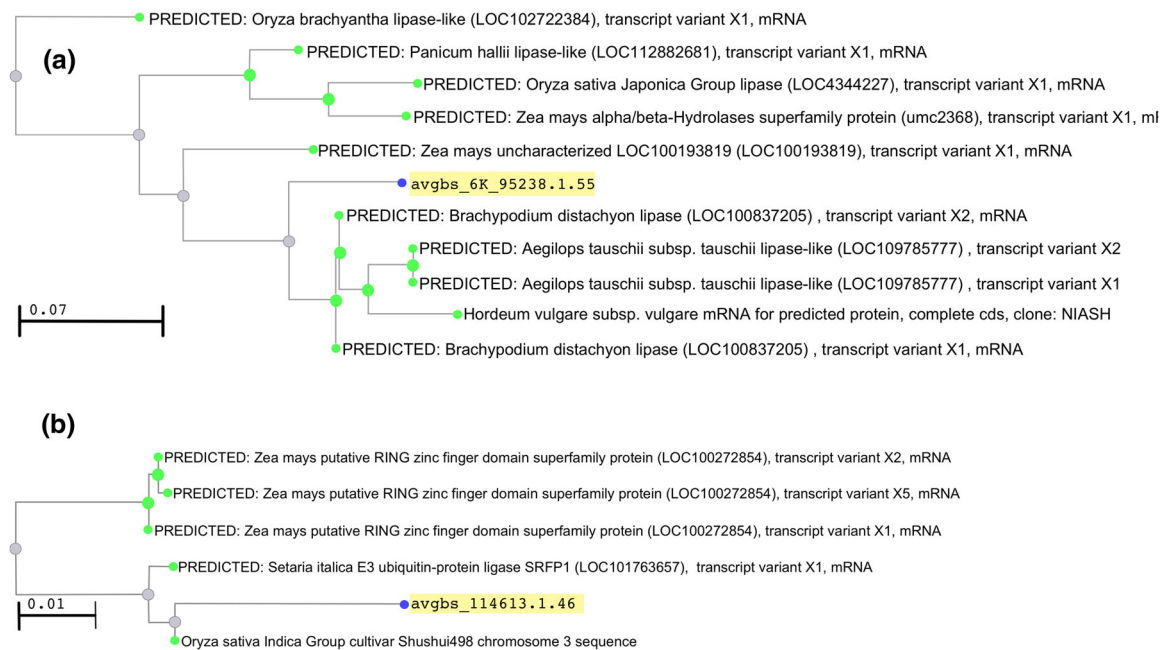 PREDICTED: Oryza brachyantha lipase-like (LOC102722384), transcript variant X1, mRNA
(a)
PREDICTED: Panicum hallii lipase-like (LOC112882681), transcript variant X1, mRNA
PREDICTED: Oryza sativa Japonica Group lipase (LOC4344227), transcript variant X1, mRNA
PREDICTED: Zea mays alpha/beta-Hydrolases superfamily protein (umc2368), transcript variant X1,
PREDICTED: Zea mays uncharacterized LOC100193819 (LOC100193819), transcript variant X1, mRNA
avgbs_6K_95238.1.55
PREDICTED: Brachypodium distachyon lipase (LOC100837205) , transcript variant X2, mRNA
PREDICTED: Aegilops tauschii subsp. tauschii lipase-like (LOC109785777) , transcript variant X2
PREDICTED: Aegilops tauschii subsp. tauschii lipase-like (LOC109785777) , transcript variant X1
0.07
Hordeum vulgare subsp. vulgare mRNA for predicted protein, complete cds, clone: NIASH
PREDICTED: Brachypodium distachyon lipase (LOC100837205) , transcript variant X1, mRNA
(b)
PREDICTED: Zea mays putative RING zinc finger domain superfamily protein (LOC100272854), transcript variant X2, mRNA
PREDICTED: Zea mays putative RING zinc finger domain superfamily protein (LOC100272854), transcript variant X5, mRNA
PREDICTED: Zea mays putative RING zinc finger domain superfamily protein (LOC100272854), transcript variant X1, mRNA
PREDICTED: Setaria italica E3 ubiquitin-protein ligase SRFP1 (LOC101763657), transcript variant X1, mRNA
0.01
avgbs_114613.1.46
Oryza sativa Indica Group cultivar Shushui498 chromosome 3 sequence